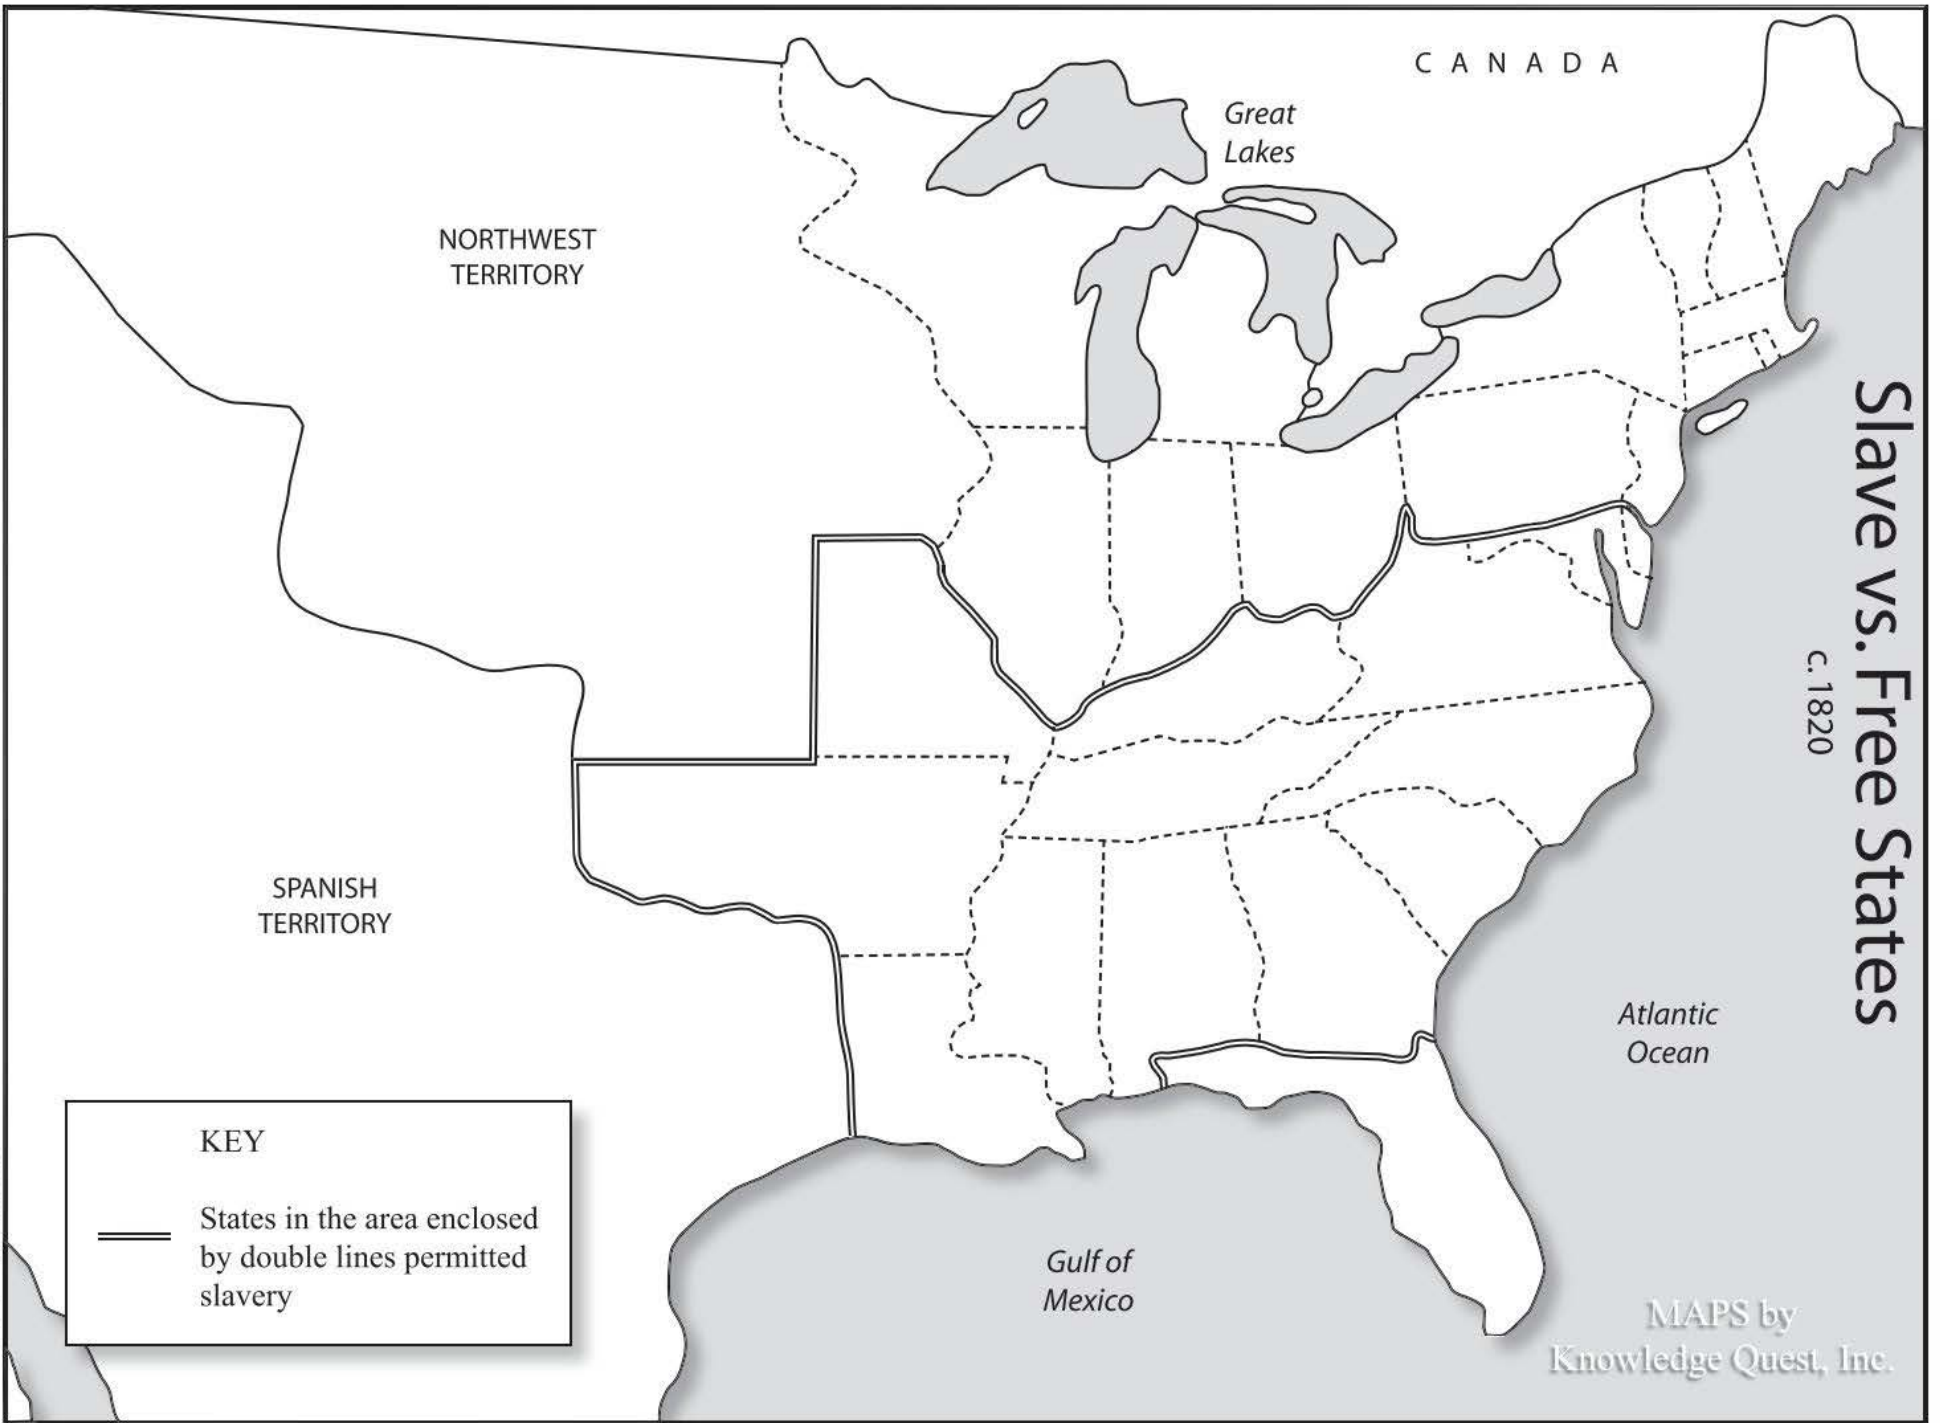 CANADA
Great
Lakes
NORTHWEST
TERRITORY
Slave vs. Free States
c.1820
SPANISH
TERRITORY
Atlantic
Ocean
KEY
States in the area enclosed
by double lines permitted
slavery
Gulf of
Mexico
MAPS by
Knowledge Quest, Inc.